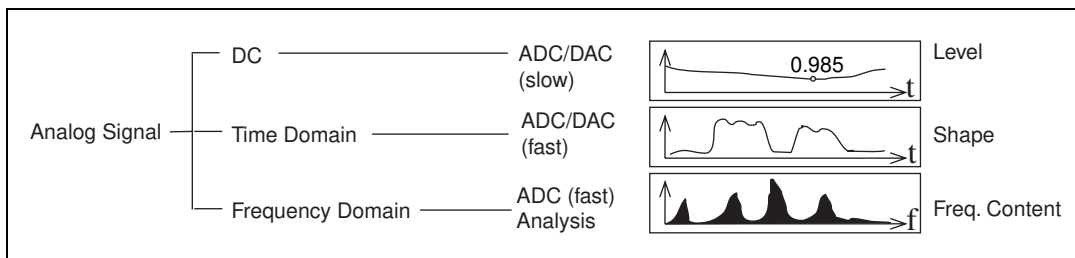 DC
ADC/DAC
(slow)
0.985
t
Level
Analog Signal
Time Domain
ADC/DAC
(fast)
t
Shape
Frequency Domain
ADC (fast)
Analysis
f
Freq. Content